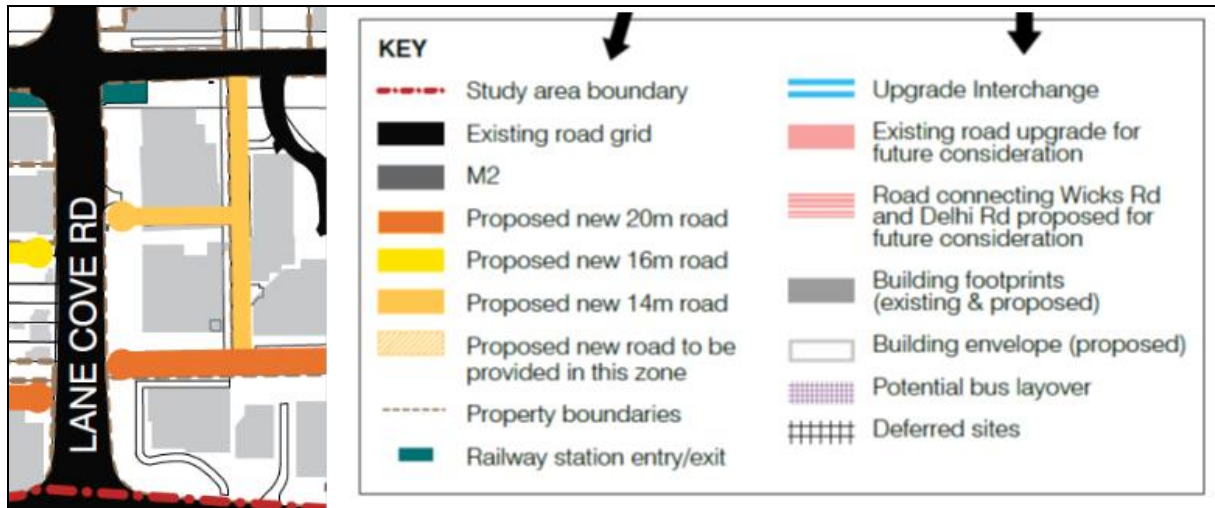 LANE COVE RD
KEY
Study area boundary
Existing road grid
M2
Proposed new 20m road
Proposed new 16m road
Proposed new 14m road
Proposed new road to be
provided in this zone
Property boundaries
Railway station entry/exit
Upgrade Interchange
Existing road upgrade for
future consideration
Road connecting Wicks Rd
and Delhi Rd proposed for
future consideration
Building footprints
(existing & proposed)
Building envelope (proposed)
Potential bus layover
Deferred sites